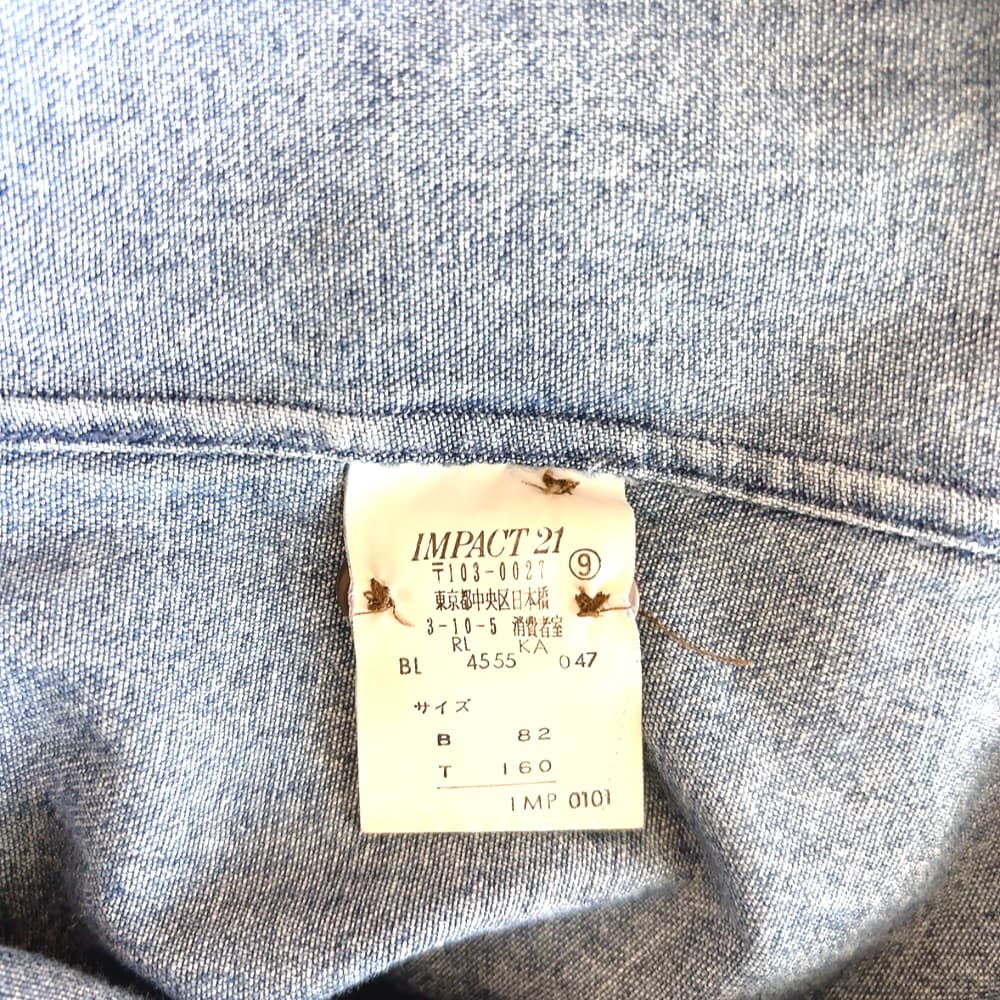 IMPACT 21
〒103-0027 ⑨
東京都中央区日本橋
3-10-5 消費者室
RL KA
BL 4555 047
サイズ
B 82
T 160
IMP 0101